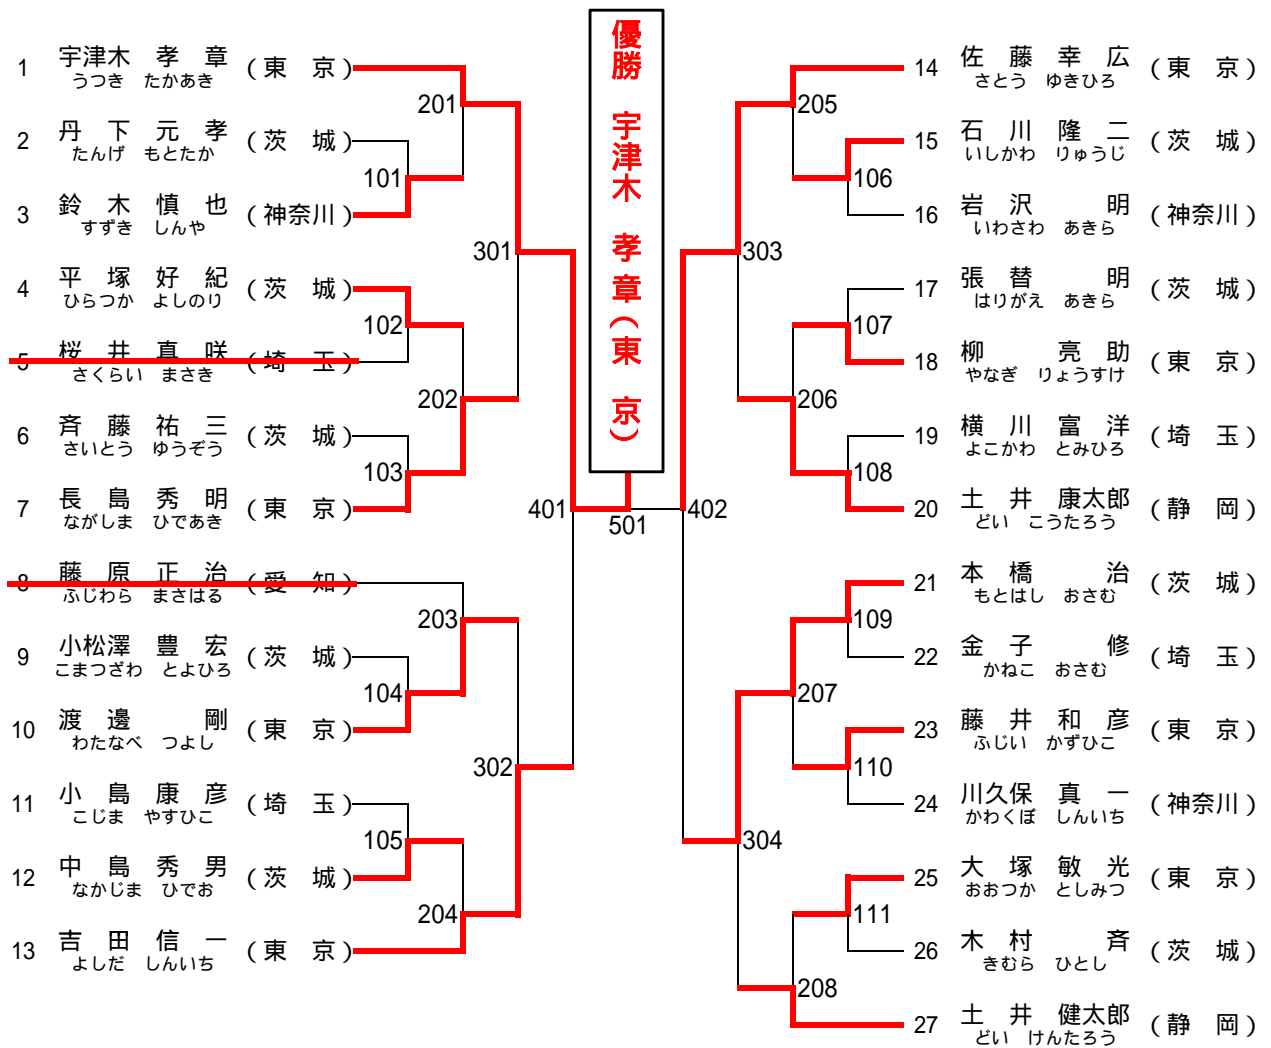 優勝 宇津木 孝章(東 京)
1 宇津木 孝 章 (東 京)
うつき たかあき
201
2 丹 下 元 孝 (茨 城)
たんげ もとたか
101
3 鈴 木 慎 也 (神奈川)
すずき しんや
301
4 平 塚 好 紀 (茨 城)
ひらつか よしのり
102
5 桜 井 真 咲 (埼 玉)
さくらい まさき
202
6 斉 藤 祐 三 (茨 城)
さいとう ゆうぞう
103
7 長 島 秀 明 (東 京)
ながしま ひであき
401
501
402
8 藤 原 正 治 (愛 知)
ふじわら まさはる
203
9 小松澤 豊 宏 (茨 城)
こまつざわ とよひろ
104
10 渡 邊 剛 (東 京)
わたなべ つよし
302
11 小 島 康 彦 (埼 玉)
こじま やすひこ
105
12 中 島 秀 男 (茨 城)
なかじま ひでお
204
13 吉 田 信 一 (東 京)
よしだ しんいち
14 佐 藤 幸 広 (東 京)
さとう ゆきひろ
205
15 石 川 隆 二 (茨 城)
いしかわ りゅうじ
106
16 岩 沢 明 (神奈川)
いわさわ あきら
303
17 張 替 明 (茨 城)
はりがえ あきら
107
18 柳 亮 助 (東 京)
やなぎ りょうすけ
206
19 横 川 富 洋 (埼 玉)
よこかわ とみひろ
108
20 土 井 康太郎 (静 岡)
どい こうたろう
21 本 橋 治 (茨 城)
もとはし おさむ
109
22 金 子 修 (埼 玉)
かねこ おさむ
207
23 藤 井 和 彦 (東 京)
ふじい かずひこ
110
24 川久保 真 一 (神奈川)
かわくぼ しんいち
304
25 大 塚 敏 光 (東 京)
おおつか としみつ
111
26 木 村 斉 (茨 城)
きむら ひとし
208
27 土 井 健太郎 (静 岡)
どい けんたろう